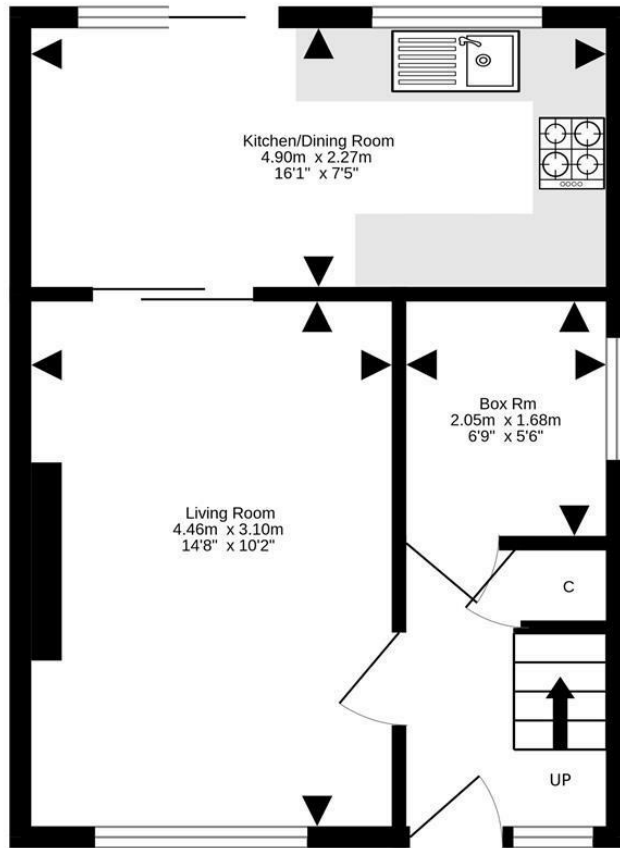 Kitchen/Dining Room
4.90m x 2.27m
16'1" x 7'5"
Box Rm
2.05m x 1.68m
6'9" x 5'6"
Living Room
4.46m x 3.10m
14'8" x 10'2"
C
UP